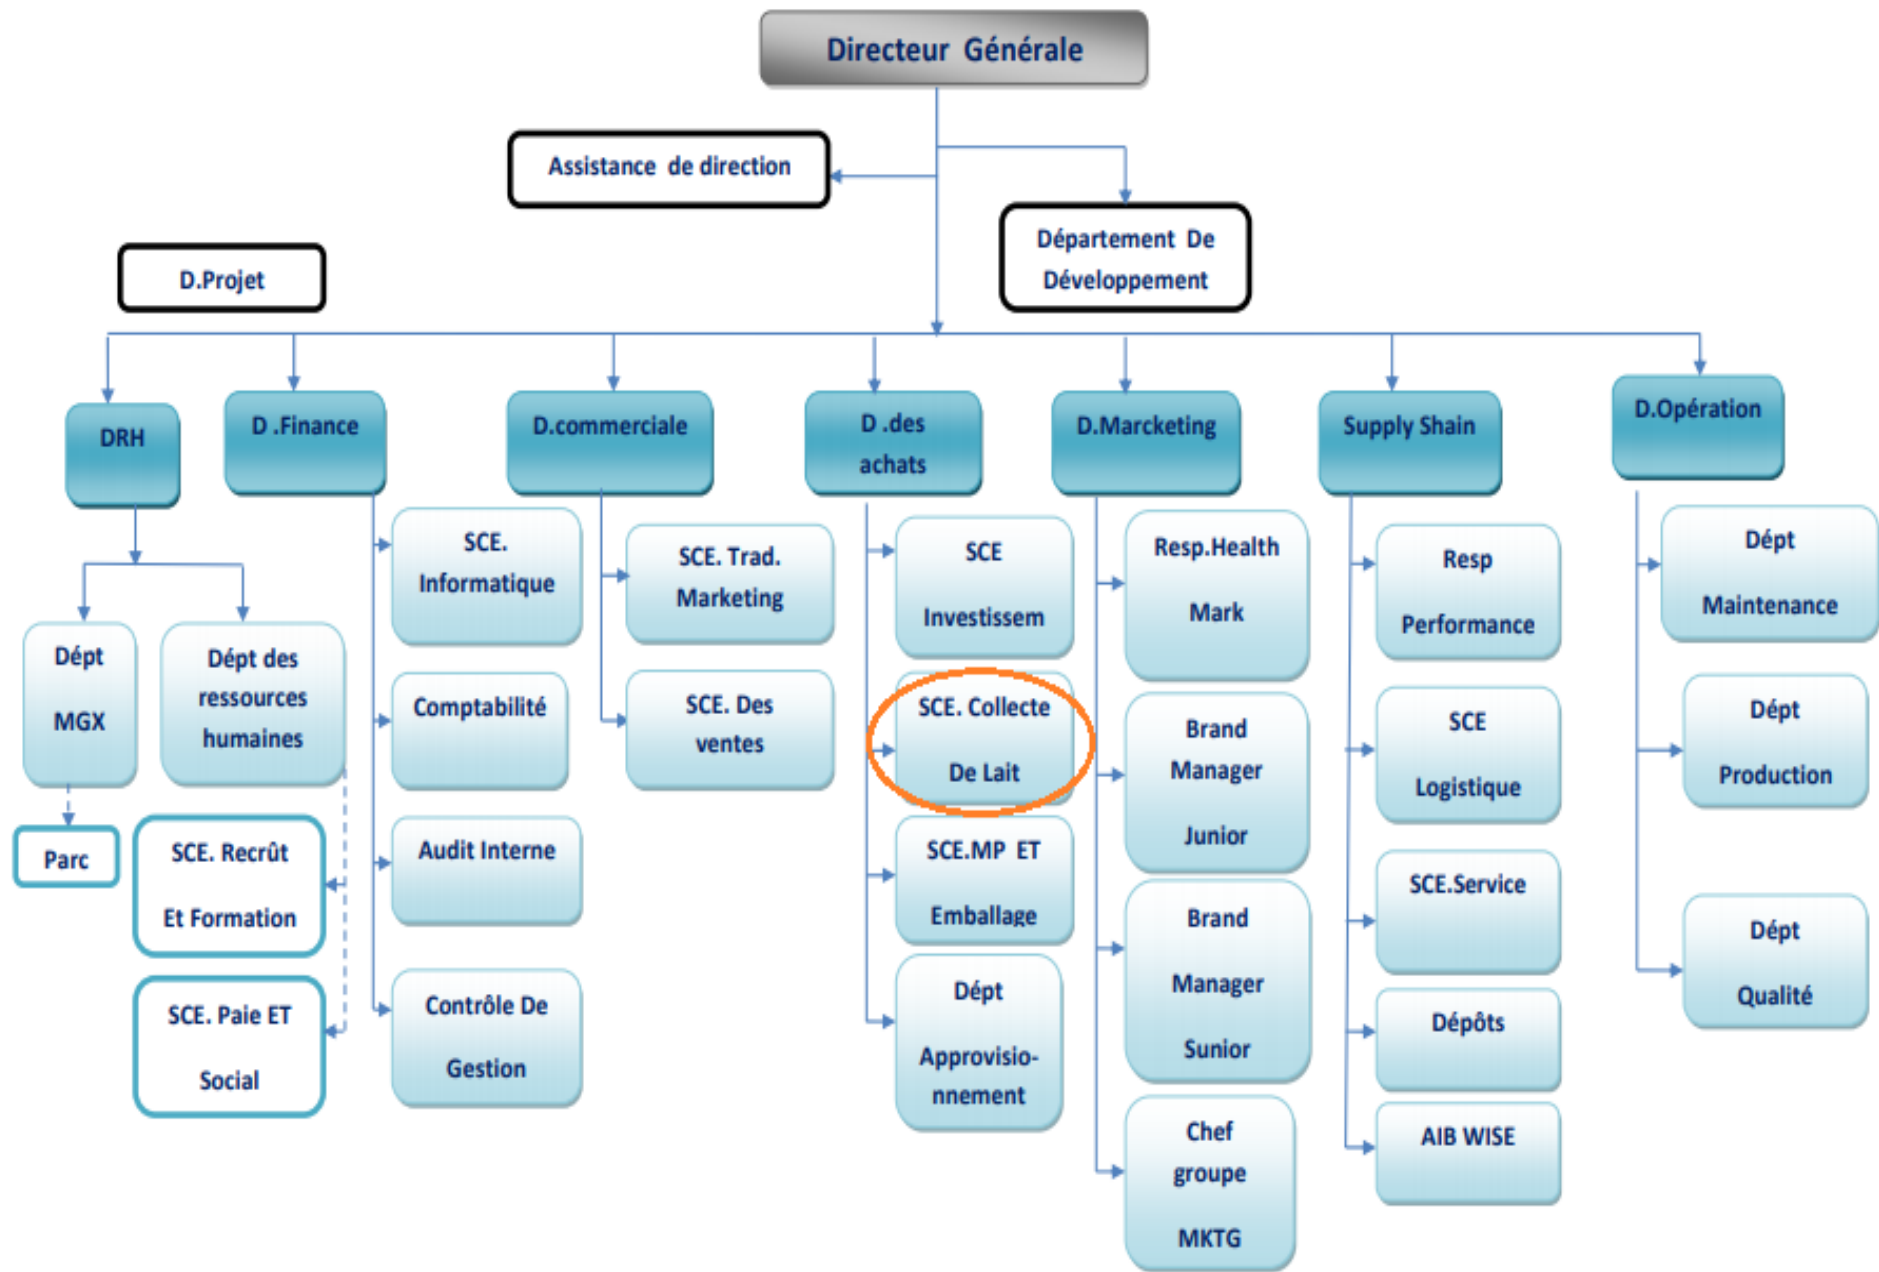 Directeur Générale
Assistance de direction
Département De
Développement
D.Projet
DRH
D .Finance
D.commerciale
D .des
achats
D.Marcketing
Supply Shain
D.Opération
Dépt
MGX
Parc
Dépt des
ressources
humaines
SCE. Recrût
Et Formation
SCE. Paie ET
Social
SCE.
Informatique
Comptabilité
Audit Interne
Contrôle De
Gestion
SCE. Trad.
Marketing
SCE. Des
ventes
SCE
Investissem
SCE. Collecte
De Lait
SCE.MP ET
Emballage
Dépt
Approvisio-
nnement
Resp.Health
Mark
Brand
Manager
Junior
Brand
Manager
Sunior
Chef
groupe
MKTG
Resp
Performance
SCE
Logistique
SCE.Service
Dépôts
AIB WISE
Dépt
Maintenance
Dépt
Production
Dépt
Qualité